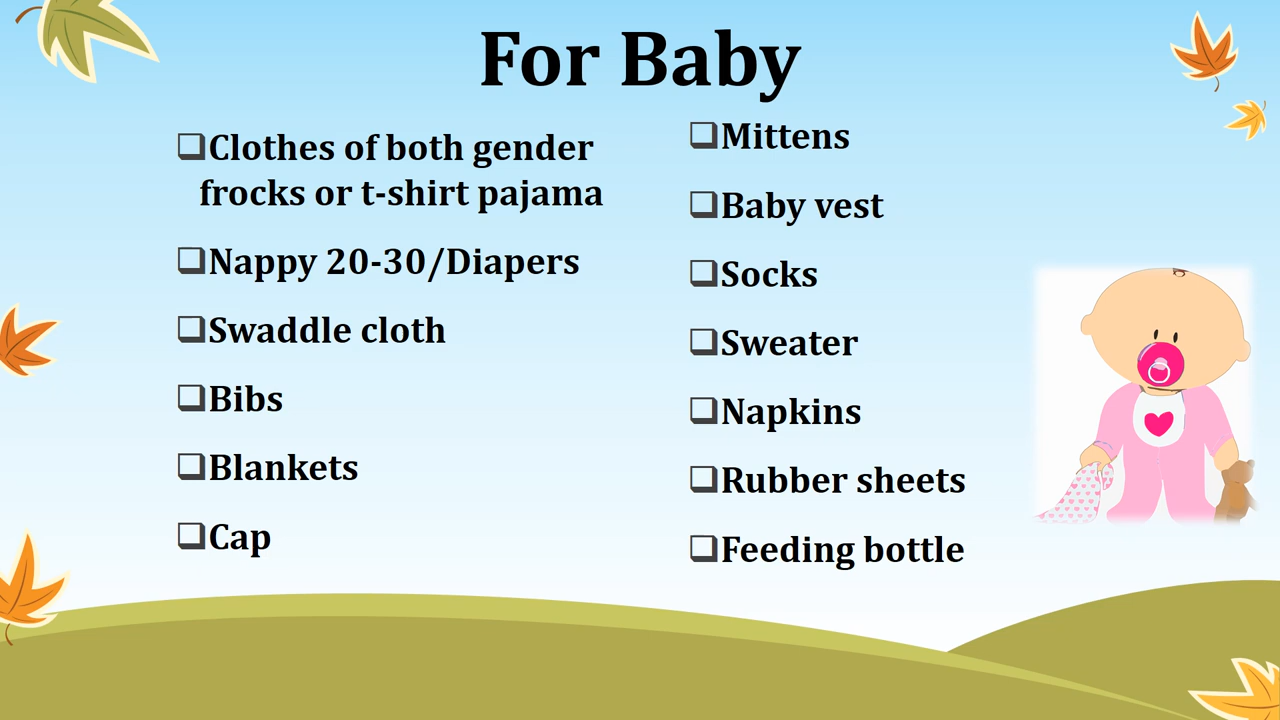 For Baby
❑Clothes of both gender
frocks or t-shirt pajama
❑Nappy 20-30/Diapers
❑Swaddle cloth
❑Bibs
❑Blankets
❑Cap
❑Mittens
❑Baby vest
❑Socks
❑Sweater
❑Napkins
❑Rubber sheets
❑Feeding bottle